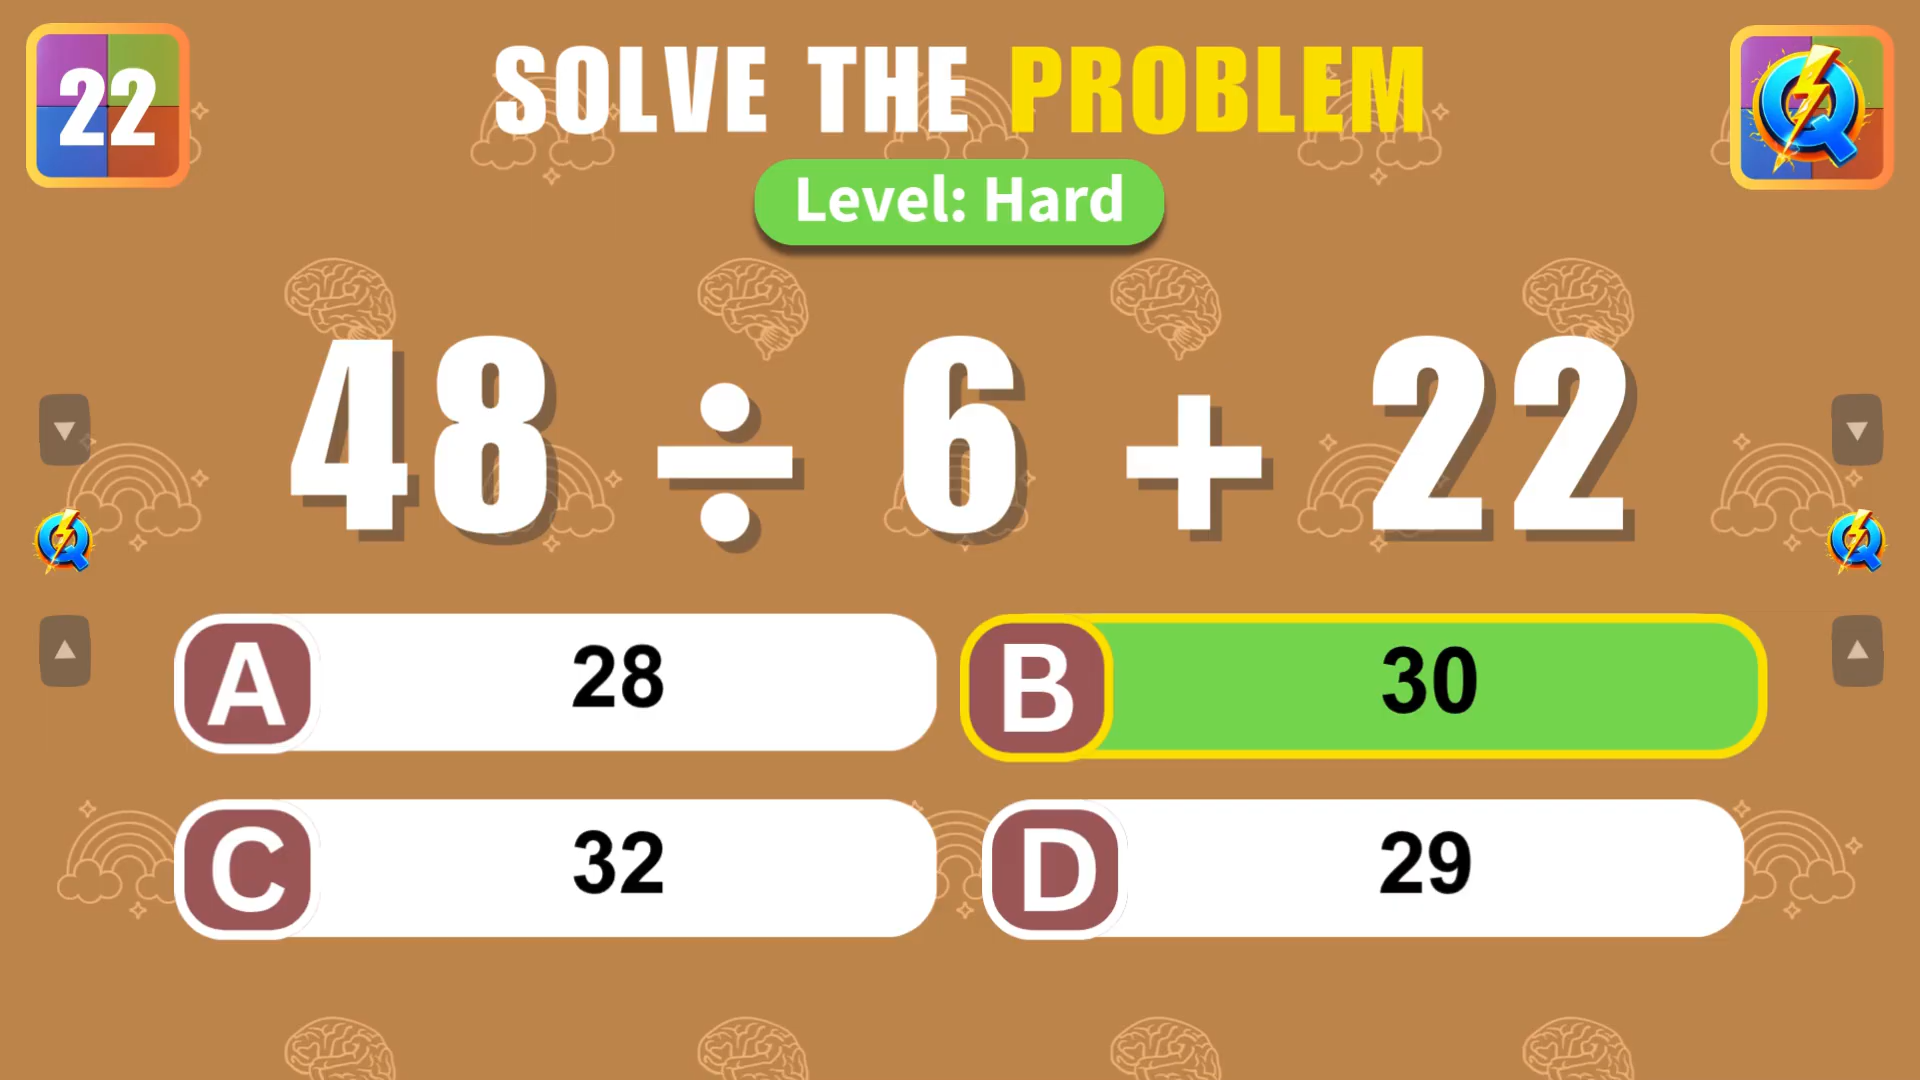 22
SOLVE THE PROBLEM
Q
Level: Hard
48 ÷ 6 + 22
Q
Q
A 28
B 30
C 32
D 29